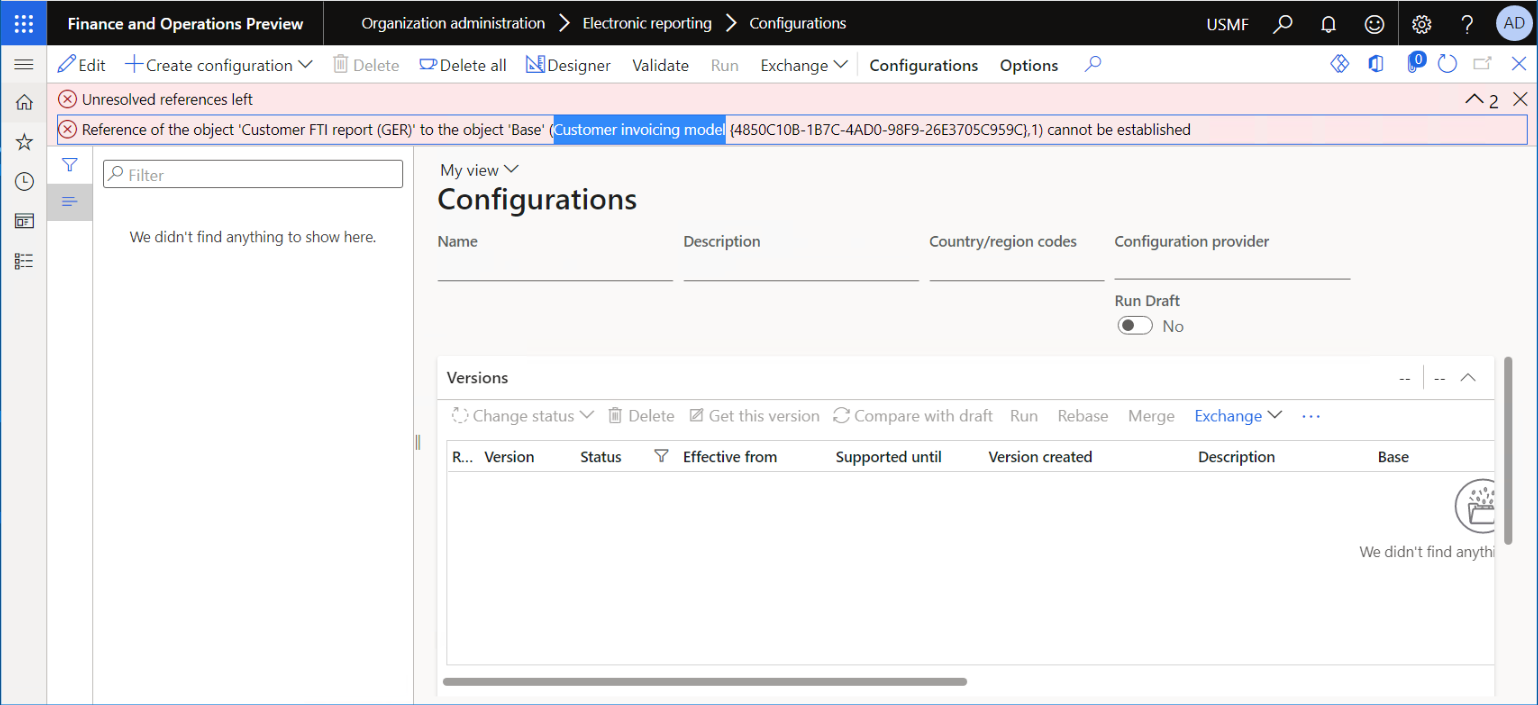 Finance and Operations Preview Organization administration Electronic reporting Configurations USMF ? AD
Edit Create configuration Delete Delete all Designer Validate Run Exchange Configurations Options 0
Unresolved references left 2
Reference of the object 'Customer FTI report (GER)' to the object 'Base' (Customer invoicing model {4850C10B-1B7C-4AD0-98F9-26E3705C959C},1) cannot be established
Filter
We didn't find anything to show here.
My view
Configurations
Name Description Country/region codes Configuration provider
Run Draft
No
Versions -- --
Change status Delete Get this version Compare with draft Run Rebase Merge Exchange ...
R... Version Status Effective from Supported until Version created Description Base
We didn't find anythi